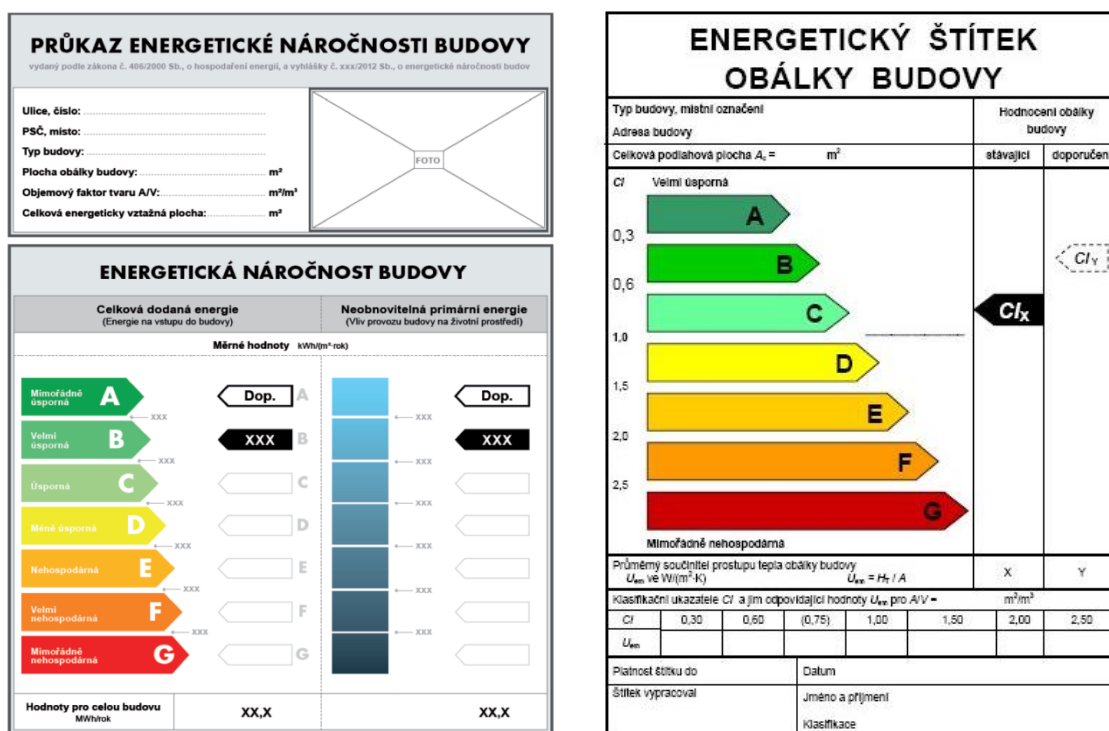 PRŮKAZ ENERGETICKÉ NÁROČNOSTI BUDOVY
vydaný podle zákona č. 406/2000 Sb., o hospodaření energií, a vyhlášky č. xxx/2012 Sb., o energetické náročnosti budov
Ulice, číslo:
PSČ, místo:
Typ budovy:
Plocha obálky budovy: m²
Objemový faktor tvaru A/V: m²/m³
Celková energeticky vztažná plocha: m²
FOTO
ENERGETICKÁ NÁROČNOST BUDOVY
Celková dodaná energie
(Energie na vstupu do budovy)
Neobnovitelná primární energie
(Vliv provozu budovy na životní prostředí)
Měrné hodnoty kWh/(m²·rok)
Mimořádně úsporná A Dop. A Dop.
xxx xxx
Velmi úsporná B XXX B XXX
xxx xxx
Úsporná C C
xxx xxx
Méně úsporná D D
xxx xxx
Nehospodárná E E
xxx xxx
Velmi nehospodárná F F
xxx xxx
Mimořádně nehospodárná G G
Hodnoty pro celou budovu
MWh/rok
XX,X XX,X
ENERGETICKÝ ŠTÍTEK
OBÁLKY BUDOVY
Typ budovy, místní označení
Adresa budovy
Hodnocení obálky
budovy
Celková podlahová plocha Ac = m²
stávající doporučen
CI Velmi úsporná
A
0,3
B CIY
0,6
C CIX
1,0
D
1,5
E
2,0
F
2,5
G
Mimořádně nehospodárná
Průměrný součinitel prostupu tepla obálky budovy
Uem ve W/(m²·K) Uem = HT / A X Y
Klasifikační ukazatele CI a jim odpovídající hodnoty Uem pro A/V = m²/m³
CI 0,30 0,60 (0,75) 1,00 1,50 2,00 2,50
Uem
Platnost štítku do Datum
Štítek vypracoval Jméno a příjmení
Klasifikace